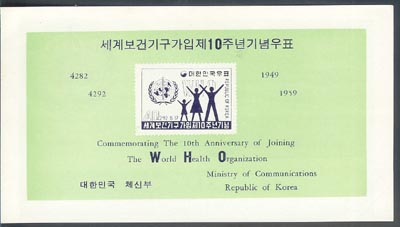 세계보건기구가입제10주년기념우표
4282 1949
4292 1959
대한민국우표
REPUBLIC OF KOREA
세계보건기구가입제10주년기념
Commemorating The 10th Anniversary of Joining
The World Health Organization
Ministry of Communications
대한민국 체신부 Republic of Korea